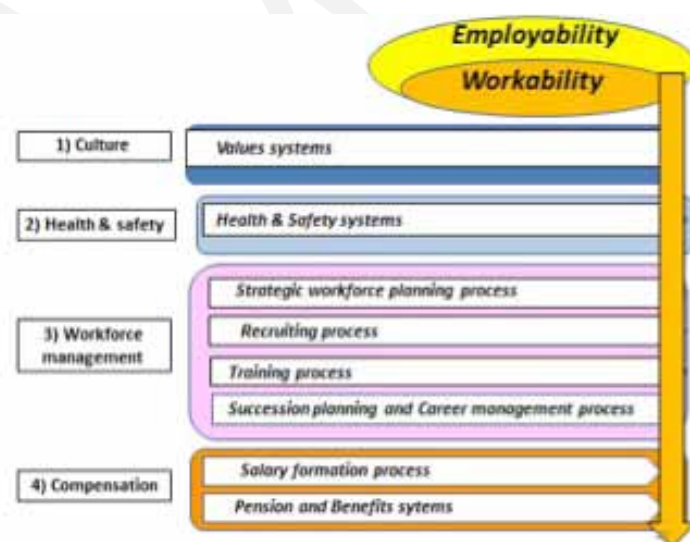 Employability
Workability
1) Culture
Values systems
2) Health & safety
Health & Safety systems
3) Workforce
management
Strategic workforce planning process
Recruiting process
Training process
Succession planning and Career management process
4) Compensation
Salary formation process
Pension and Benefits sytems